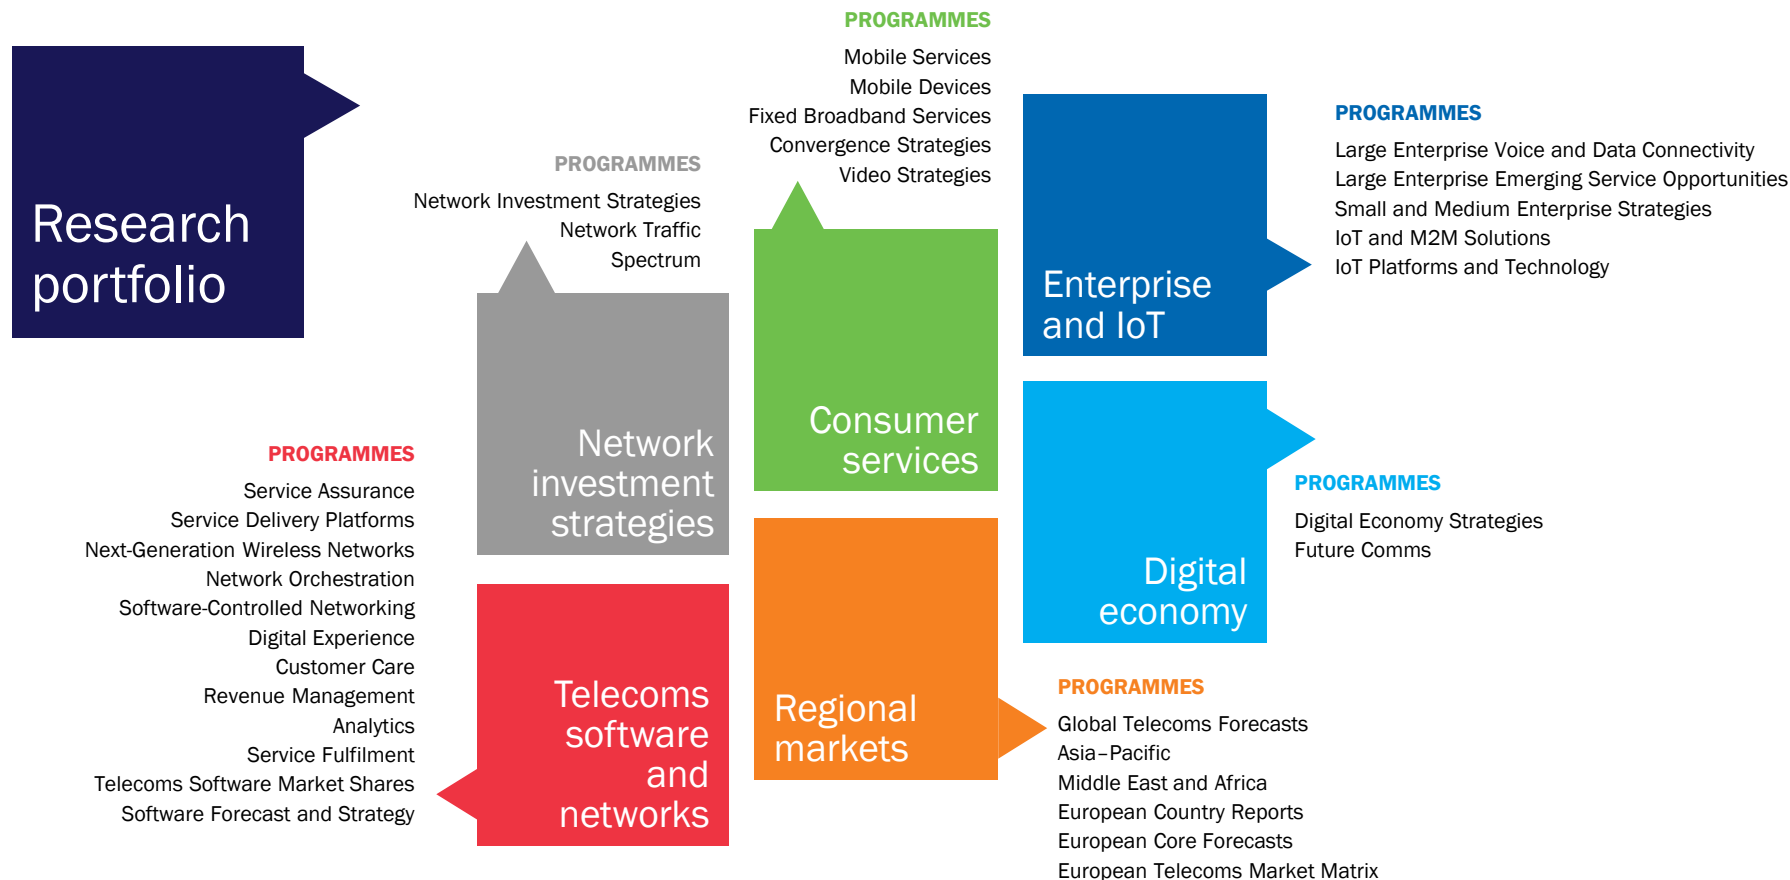 Research
portfolio
PROGRAMMES
Network Investment Strategies
Network Traffic
Spectrum
Network
investment
strategies
PROGRAMMES
Mobile Services
Mobile Devices
Fixed Broadband Services
Convergence Strategies
Video Strategies
Consumer
services
Enterprise
and IoT
PROGRAMMES
Large Enterprise Voice and Data Connectivity
Large Enterprise Emerging Service Opportunities
Small and Medium Enterprise Strategies
IoT and M2M Solutions
IoT Platforms and Technology
PROGRAMMES
Service Assurance
Service Delivery Platforms
Next-Generation Wireless Networks
Network Orchestration
Software-Controlled Networking
Digital Experience
Customer Care
Revenue Management
Analytics
Service Fulfilment
Telecoms Software Market Shares
Software Forecast and Strategy
Telecoms
software
and
networks
Regional
markets
PROGRAMMES
Global Telecoms Forecasts
Asia–Pacific
Middle East and Africa
European Country Reports
European Core Forecasts
European Telecoms Market Matrix
Digital
economy
PROGRAMMES
Digital Economy Strategies
Future Comms